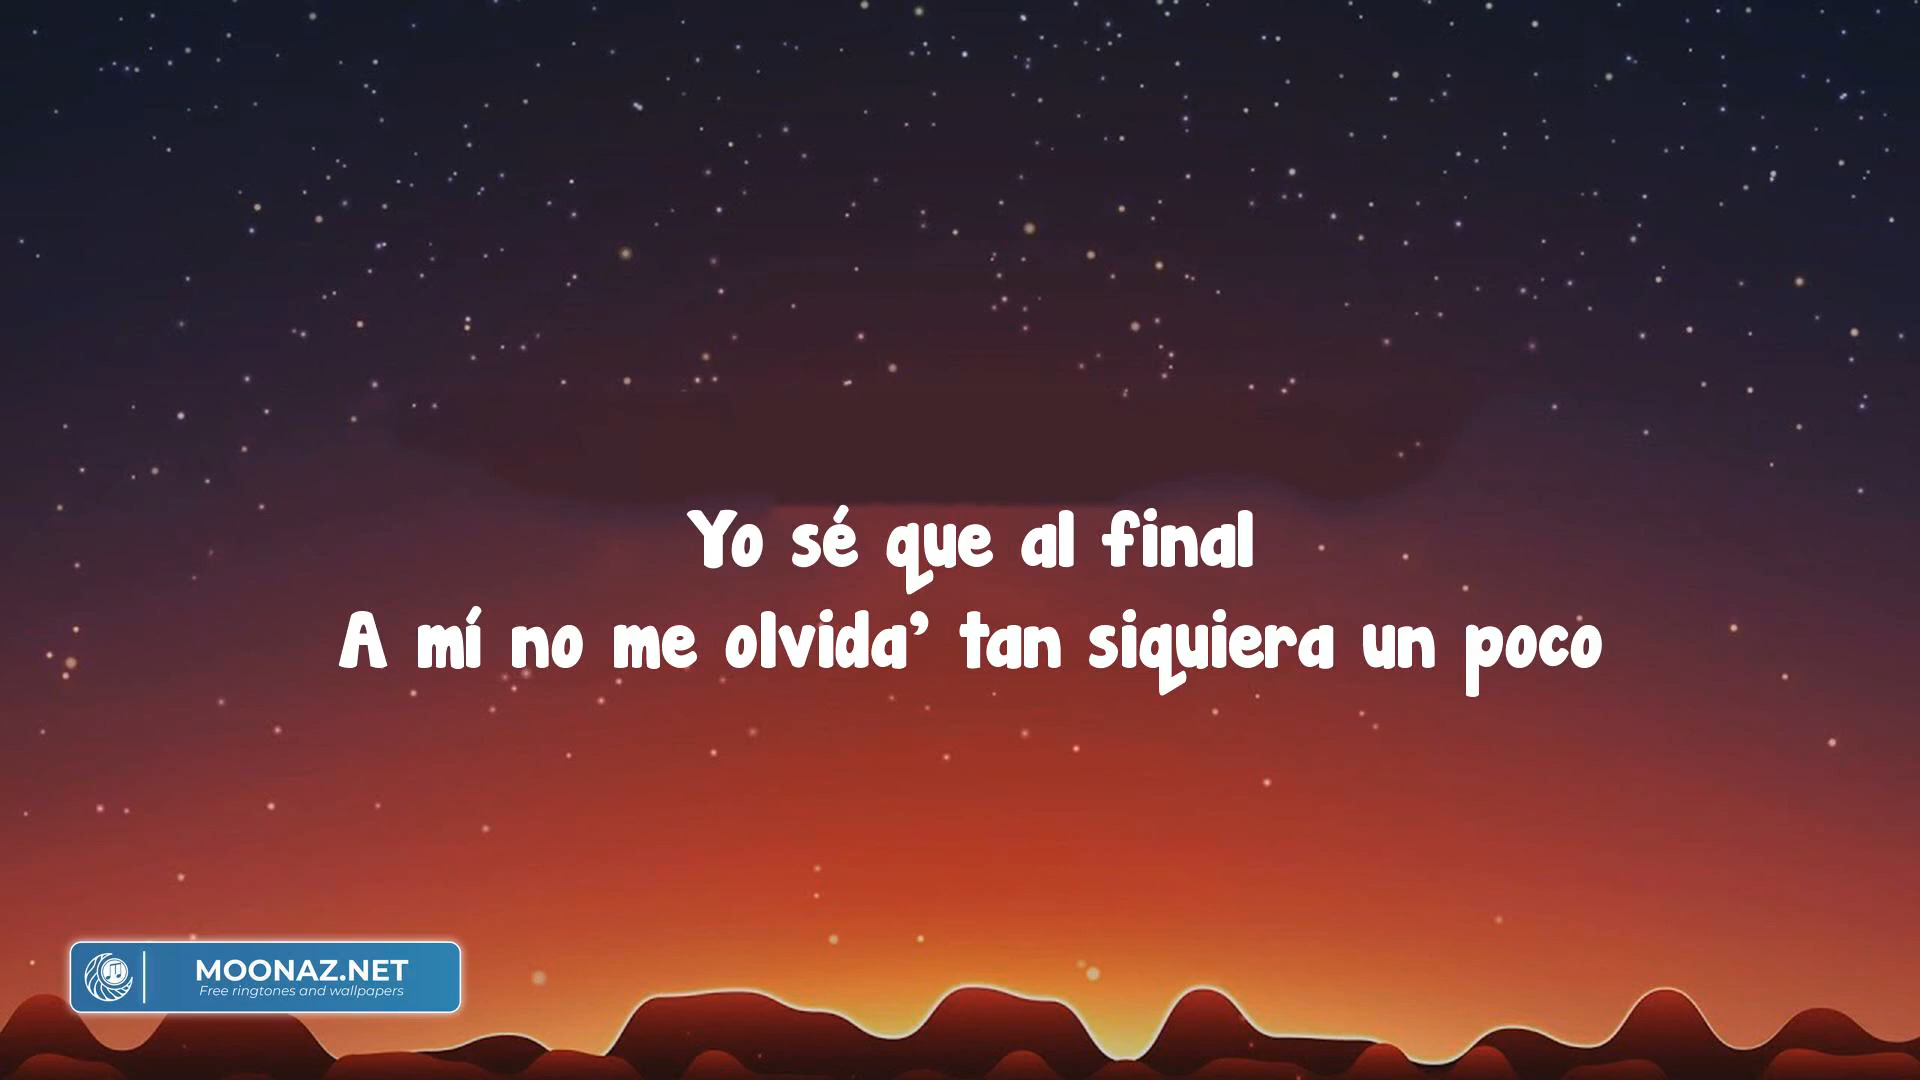 Yo sé que al final
A mí no me olvida’ tan siquiera un poco
MOONAZ.NET
Free ringtones and wallpapers